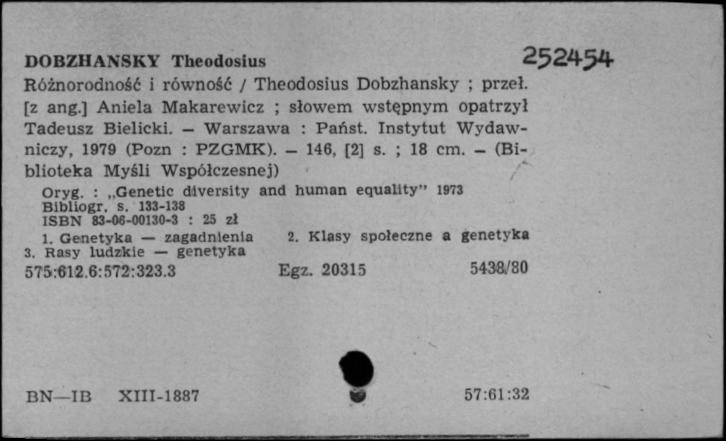 DOBZHANSKY Theodosius 252454
Różnorodność i równość / Theodosius Dobzhansky ; przeł.
[z ang.] Aniela Makarewicz ; słowem wstępnym opatrzył
Tadeusz Bielicki. — Warszawa : Państ. Instytut Wydaw-
niczy, 1979 (Pozn : PZGMK). — 146, [2] s. ; 18 cm. — (Bi-
blioteka Myśli Współczesnej)
Oryg. : „Genetic diversity and human equality” 1973
Bibliogr. s. 133-138
ISBN 83-06-00130-3 : 25 zł
1. Genetyka — zagadnienia 2. Klasy społeczne a genetyka
3. Rasy ludzkie — genetyka
575:612.6:572:323.3 Egz. 20315 5438/80
BN—IB XIII-1887 57:61:32